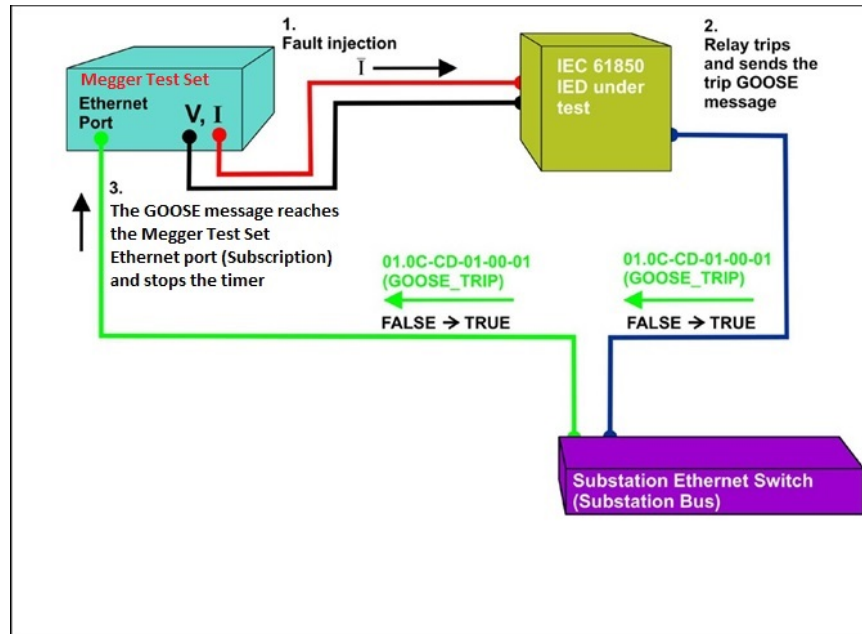 1.
Fault injection
Ī
Megger Test Set
Ethernet
Port
V, I
IEC 61850
IED under
test
2.
Relay trips
and sends the
trip GOOSE
message
3.
The GOOSE message reaches
the Megger Test Set
Ethernet port (Subscription)
and stops the timer
01.0C-CD-01-00-01
(GOOSE_TRIP)
FALSE → TRUE
01.0C-CD-01-00-01
(GOOSE_TRIP)
FALSE → TRUE
Substation Ethernet Switch
(Substation Bus)